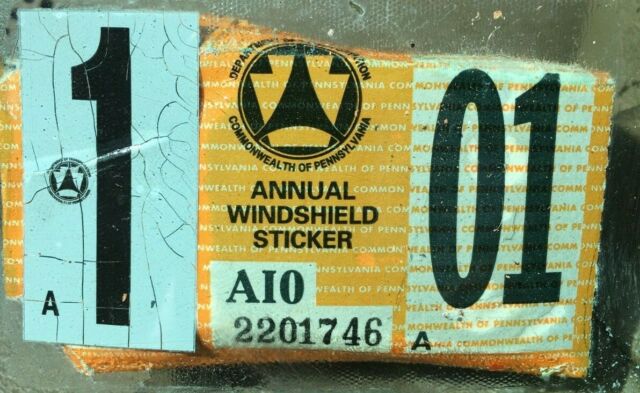 1
A
DEPARTMENT OF TRANSPORTATION
COMMONWEALTH OF PENNSYLVANIA
ANNUAL
WINDSHIELD
STICKER
AI0
2201746
01
A